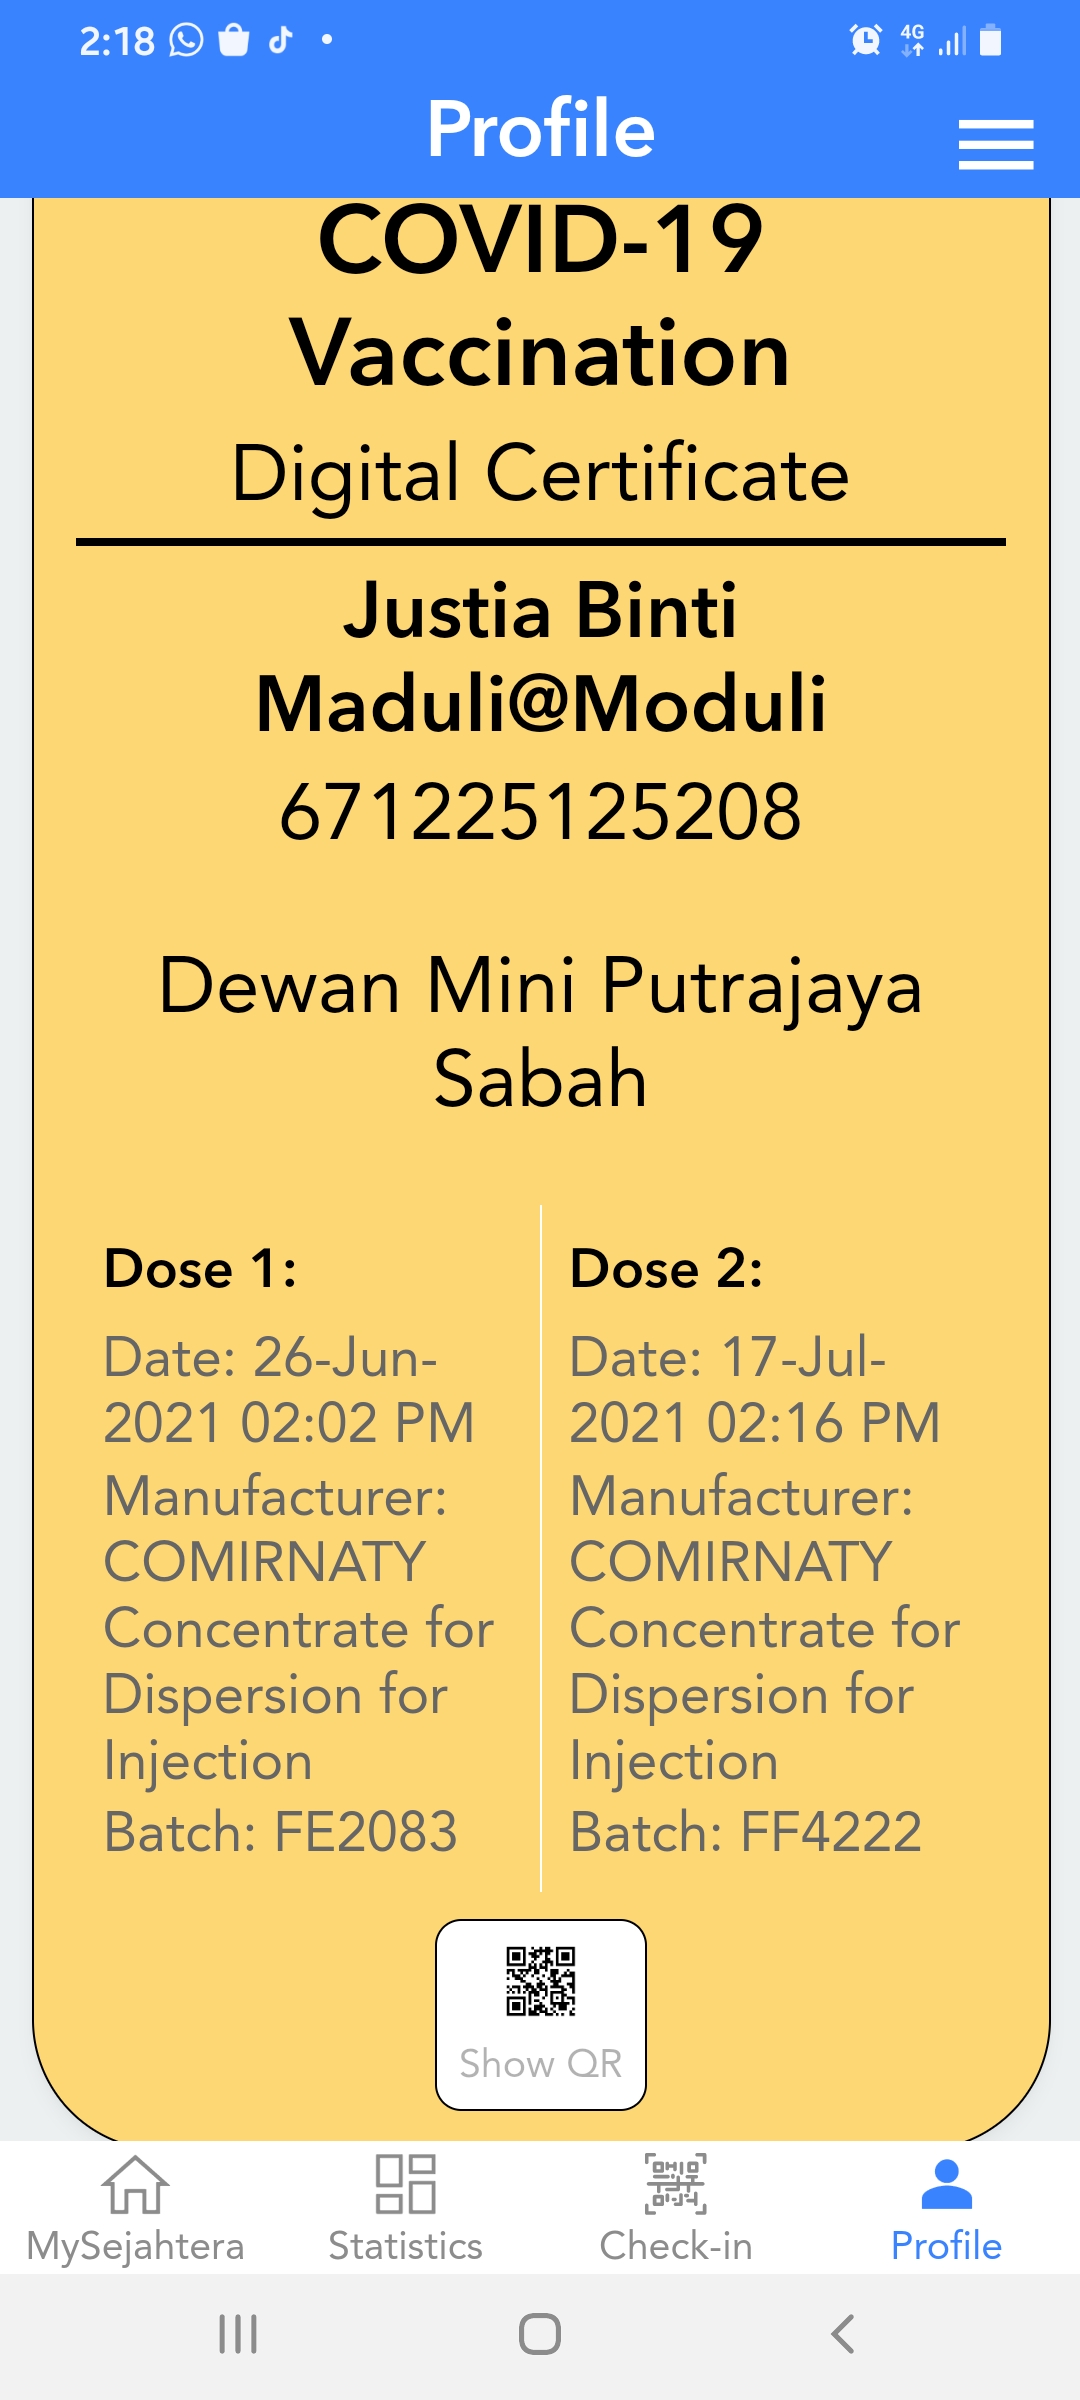 2:18
4G
Profile
COVID-19
Vaccination
Digital Certificate
Justia Binti
Maduli@Moduli
671225125208
Dewan Mini Putrajaya
Sabah
Dose 1:
Date: 26-Jun-
2021 02:02 PM
Manufacturer:
COMIRNATY
Concentrate for
Dispersion for
Injection
Batch: FE2083
Dose 2:
Date: 17-Jul-
2021 02:16 PM
Manufacturer:
COMIRNATY
Concentrate for
Dispersion for
Injection
Batch: FF4222
Show QR
MySejahtera
Statistics
Check-in
Profile